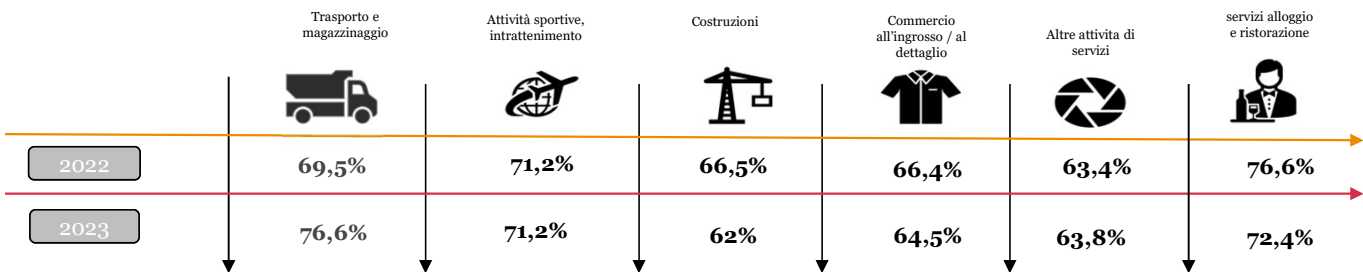 Trasporto e
magazzinaggio
Attività sportive,
intrattenimento
Costruzioni
Commercio
all'ingrosso / al
dettaglio
Altre attivita di
servizi
servizi alloggio
e ristorazione
2022
69,5%
71,2%
66,5%
66,4%
63,4%
76,6%
2023
76,6%
71,2%
62%
64,5%
63,8%
72,4%